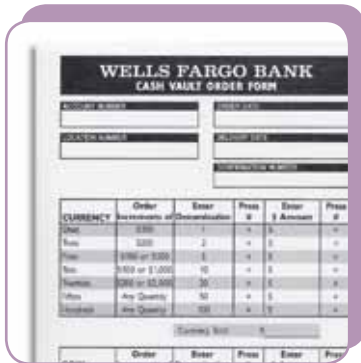 WELLS FARGO BANK
CASH VAULT ORDER FORM
ACCOUNT NUMBER
ORDER DATE
LOCATION NUMBER
DELIVERY DATE
CONFIRMATION NUMBER
Order Enter Press Enter Press
CURRENCY Increments of Denomination # $ Amount #
Ones $100 1 # $ #
Twos $200 2 # $ #
Fives $100 or $500 5 # $ #
Tens 10 # $ #
Twenties 20 # $ #
Fifties Any Quantity 50 # $ #
Hundreds Any Quantity 100 # $ #
Currency Total $
Order Enter Press Enter Press